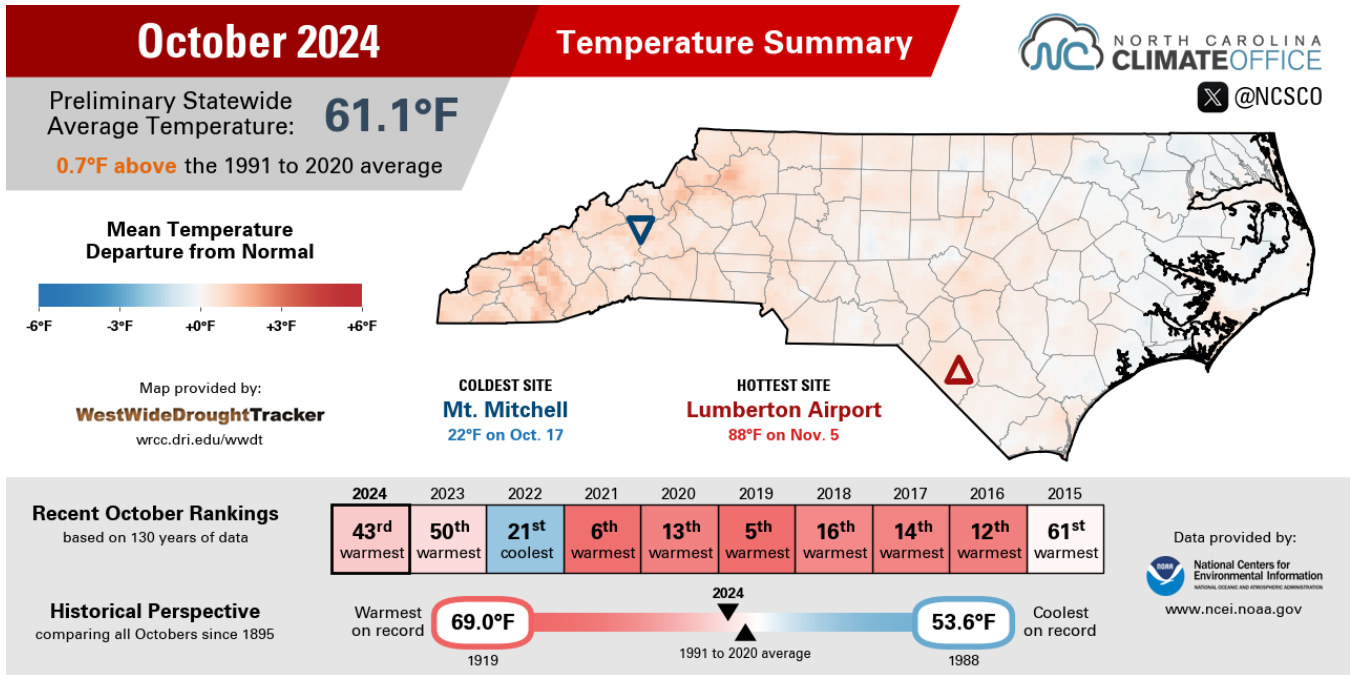 October 2024
Temperature Summary
NORTH CAROLINA
CLIMATEOFFICE
@NCSCO
Preliminary Statewide
Average Temperature:
61.1°F
0.7°F above the 1991 to 2020 average
Mean Temperature
Departure from Normal
-6°F -3°F +0°F +3°F +6°F
Map provided by:
WestWideDroughtTracker
wrcc.dri.edu/wwdt
COLDEST SITE
Mt. Mitchell
22°F on Oct. 17
HOTTEST SITE
Lumberton Airport
88°F on Nov. 5
Recent October Rankings
based on 130 years of data
2024 2023 2022 2021 2020 2019 2018 2017 2016 2015
43rd 50th 21st 6th 13th 5th 16th 14th 12th 61st
warmest warmest coolest warmest warmest warmest warmest warmest warmest warmest
Historical Perspective
comparing all Octobers since 1895
Warmest
on record
69.0°F
1919
2024
1991 to 2020 average
53.6°F
1988
Coolest
on record
Data provided by:
NOAA
National Centers for
Environmental Information
NATIONAL OCEANIC AND ATMOSPHERIC ADMINISTRATION
www.ncei.noaa.gov